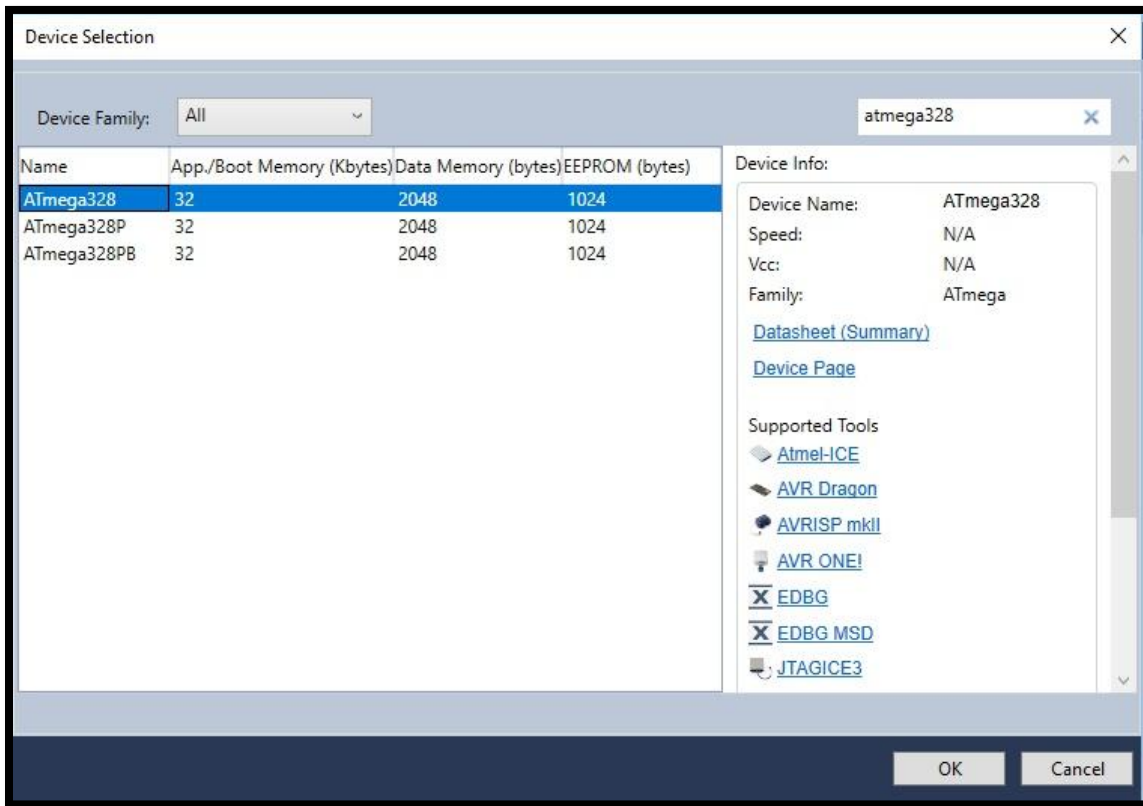 Device Selection
Device Family: All atmega328
Name App./Boot Memory (Kbytes) Data Memory (bytes) EEPROM (bytes)
ATmega328 32 2048 1024
ATmega328P 32 2048 1024
ATmega328PB 32 2048 1024
Device Info:
Device Name: ATmega328
Speed: N/A
Vcc: N/A
Family: ATmega
Datasheet (Summary)
Device Page
Supported Tools
Atmel-ICE
AVR Dragon
AVRISP mkII
AVR ONE!
EDBG
EDBG MSD
JTAGICE3
OK Cancel